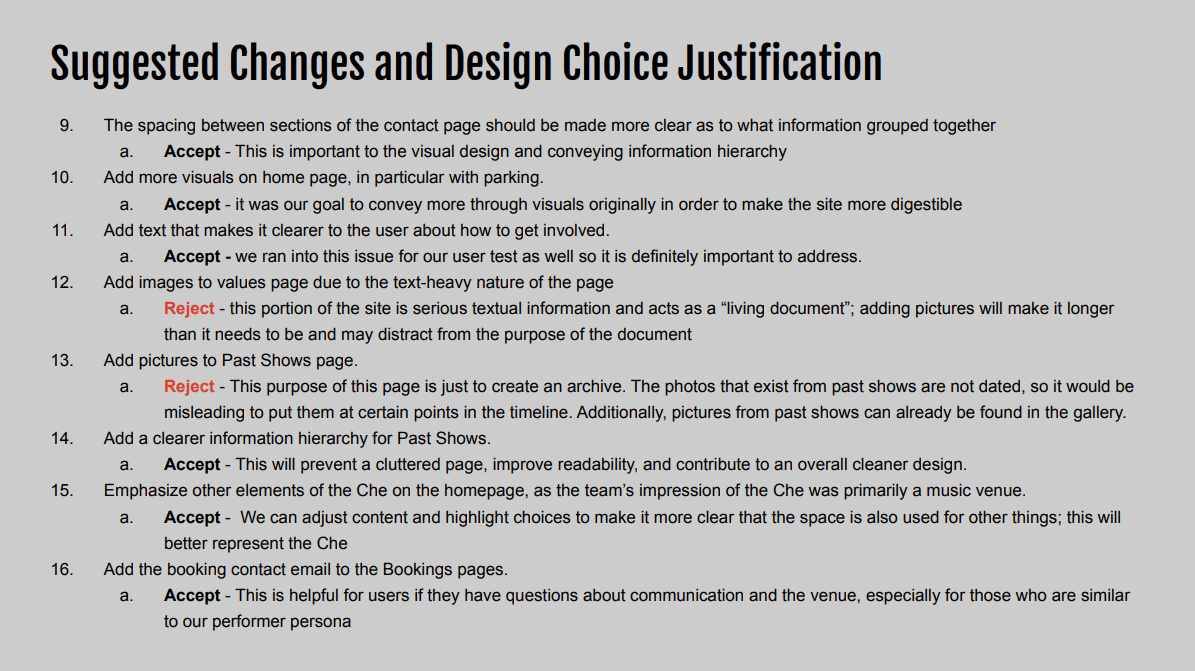 Suggested Changes and Design Choice Justification
9. The spacing between sections of the contact page should be made more clear as to what information grouped together
a. Accept - This is important to the visual design and conveying information hierarchy
10. Add more visuals on home page, in particular with parking.
a. Accept - it was our goal to convey more through visuals originally in order to make the site more digestible
11. Add text that makes it clearer to the user about how to get involved.
a. Accept - we ran into this issue for our user test as well so it is definitely important to address.
12. Add images to values page due to the text-heavy nature of the page
a. Reject - this portion of the site is serious textual information and acts as a “living document”; adding pictures will make it longer
than it needs to be and may distract from the purpose of the document
13. Add pictures to Past Shows page.
a. Reject - This purpose of this page is just to create an archive. The photos that exist from past shows are not dated, so it would be
misleading to put them at certain points in the timeline. Additionally, pictures from past shows can already be found in the gallery.
14. Add a clearer information hierarchy for Past Shows.
a. Accept - This will prevent a cluttered page, improve readability, and contribute to an overall cleaner design.
15. Emphasize other elements of the Che on the homepage, as the team’s impression of the Che was primarily a music venue.
a. Accept - We can adjust content and highlight choices to make it more clear that the space is also used for other things; this will
better represent the Che
16. Add the booking contact email to the Bookings pages.
a. Accept - This is helpful for users if they have questions about communication and the venue, especially for those who are similar
to our performer persona